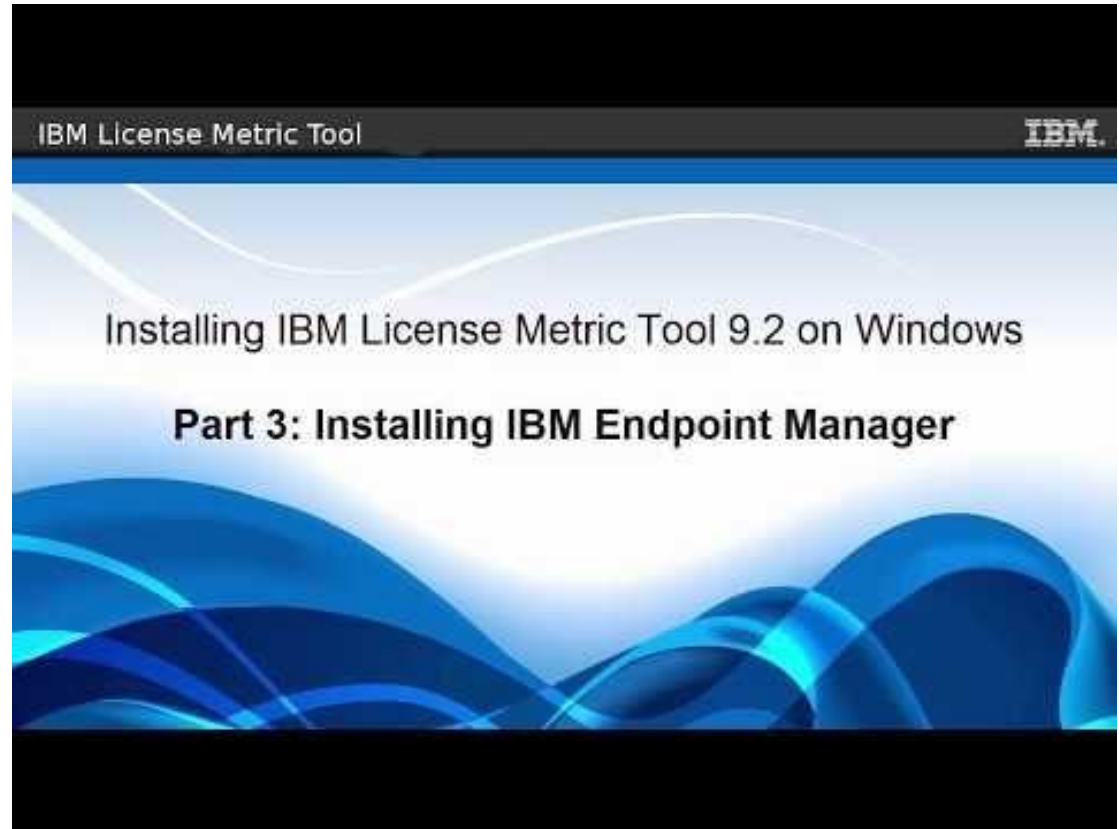 IBM License Metric Tool
IBM.
Installing IBM License Metric Tool 9.2 on Windows
Part 3: Installing IBM Endpoint Manager